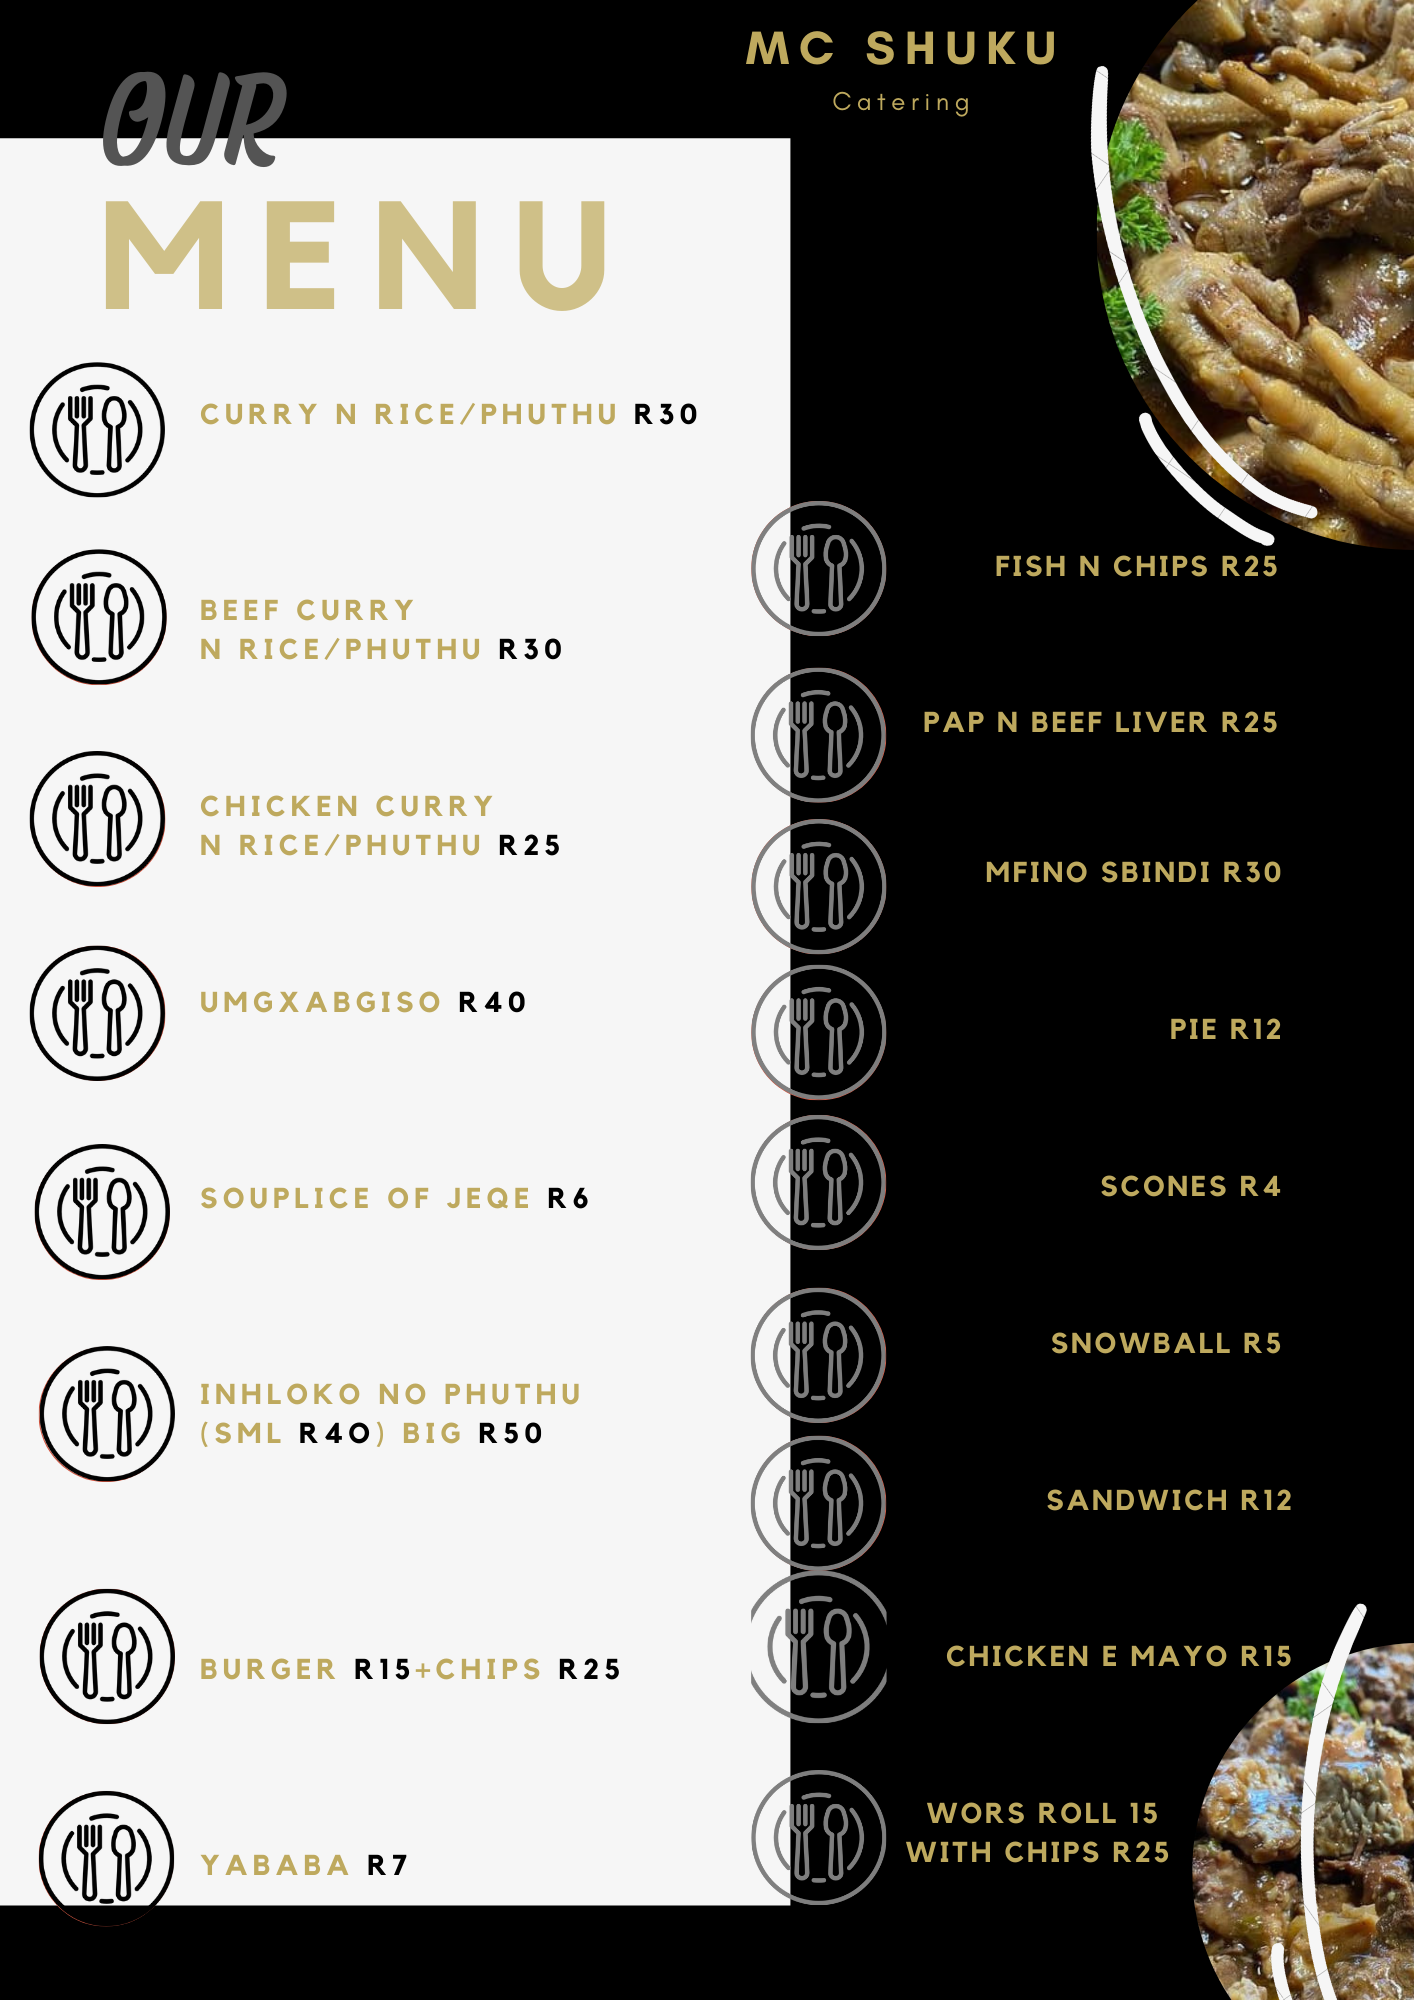 MC SHUKU
Catering
OUR
MENU
CURRY N RICE/PHUTHU R30
BEEF CURRY
N RICE/PHUTHU R30
CHICKEN CURRY
N RICE/PHUTHU R25
UMGXABGISO R40
SOUPLICE OF JEQE R6
INHLOKO NO PHUTHU
(SML R4O) BIG R50
BURGER R15+CHIPS R25
YABABA R7
FISH N CHIPS R25
PAP N BEEF LIVER R25
MFINO SBINDI R30
PIE R12
SCONES R4
SNOWBALL R5
SANDWICH R12
CHICKEN E MAYO R15
WORS ROLL 15
WITH CHIPS R25